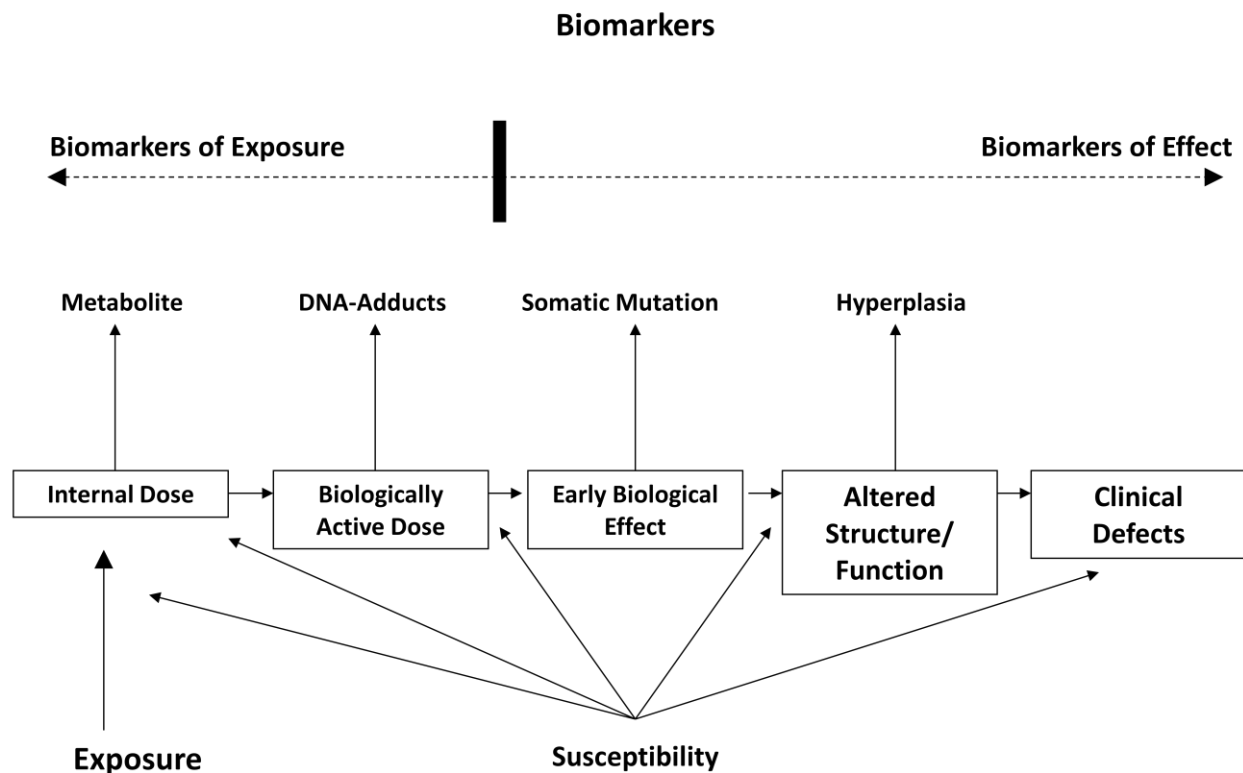 Biomarkers
Biomarkers of Exposure
Biomarkers of Effect
Metabolite
DNA-Adducts
Somatic Mutation
Hyperplasia
Internal Dose
Biologically
Active Dose
Early Biological
Effect
Altered
Structure/
Function
Clinical
Defects
Exposure
Susceptibility